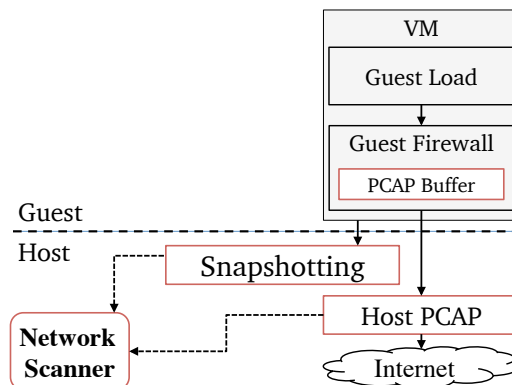 VM
Guest Load
Guest Firewall
PCAP Buffer
Guest
Host
Snapshotting
Host PCAP
Network
Scanner
Internet